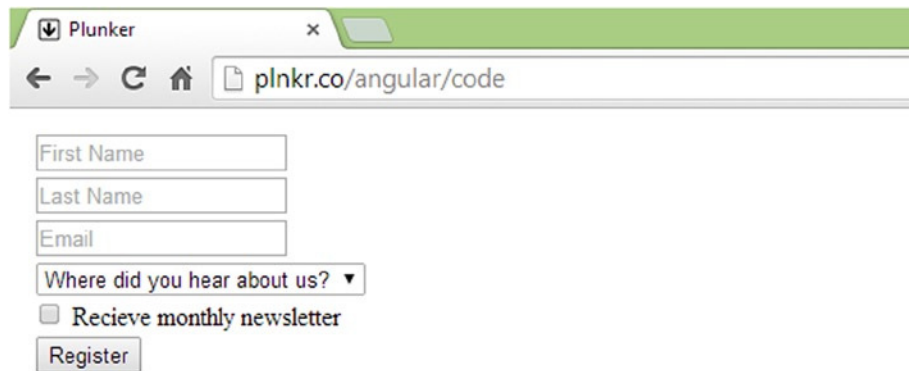 Plunker
plnkr.co/angular/code
First Name
Last Name
Email
Where did you hear about us?
Recieve monthly newsletter
Register